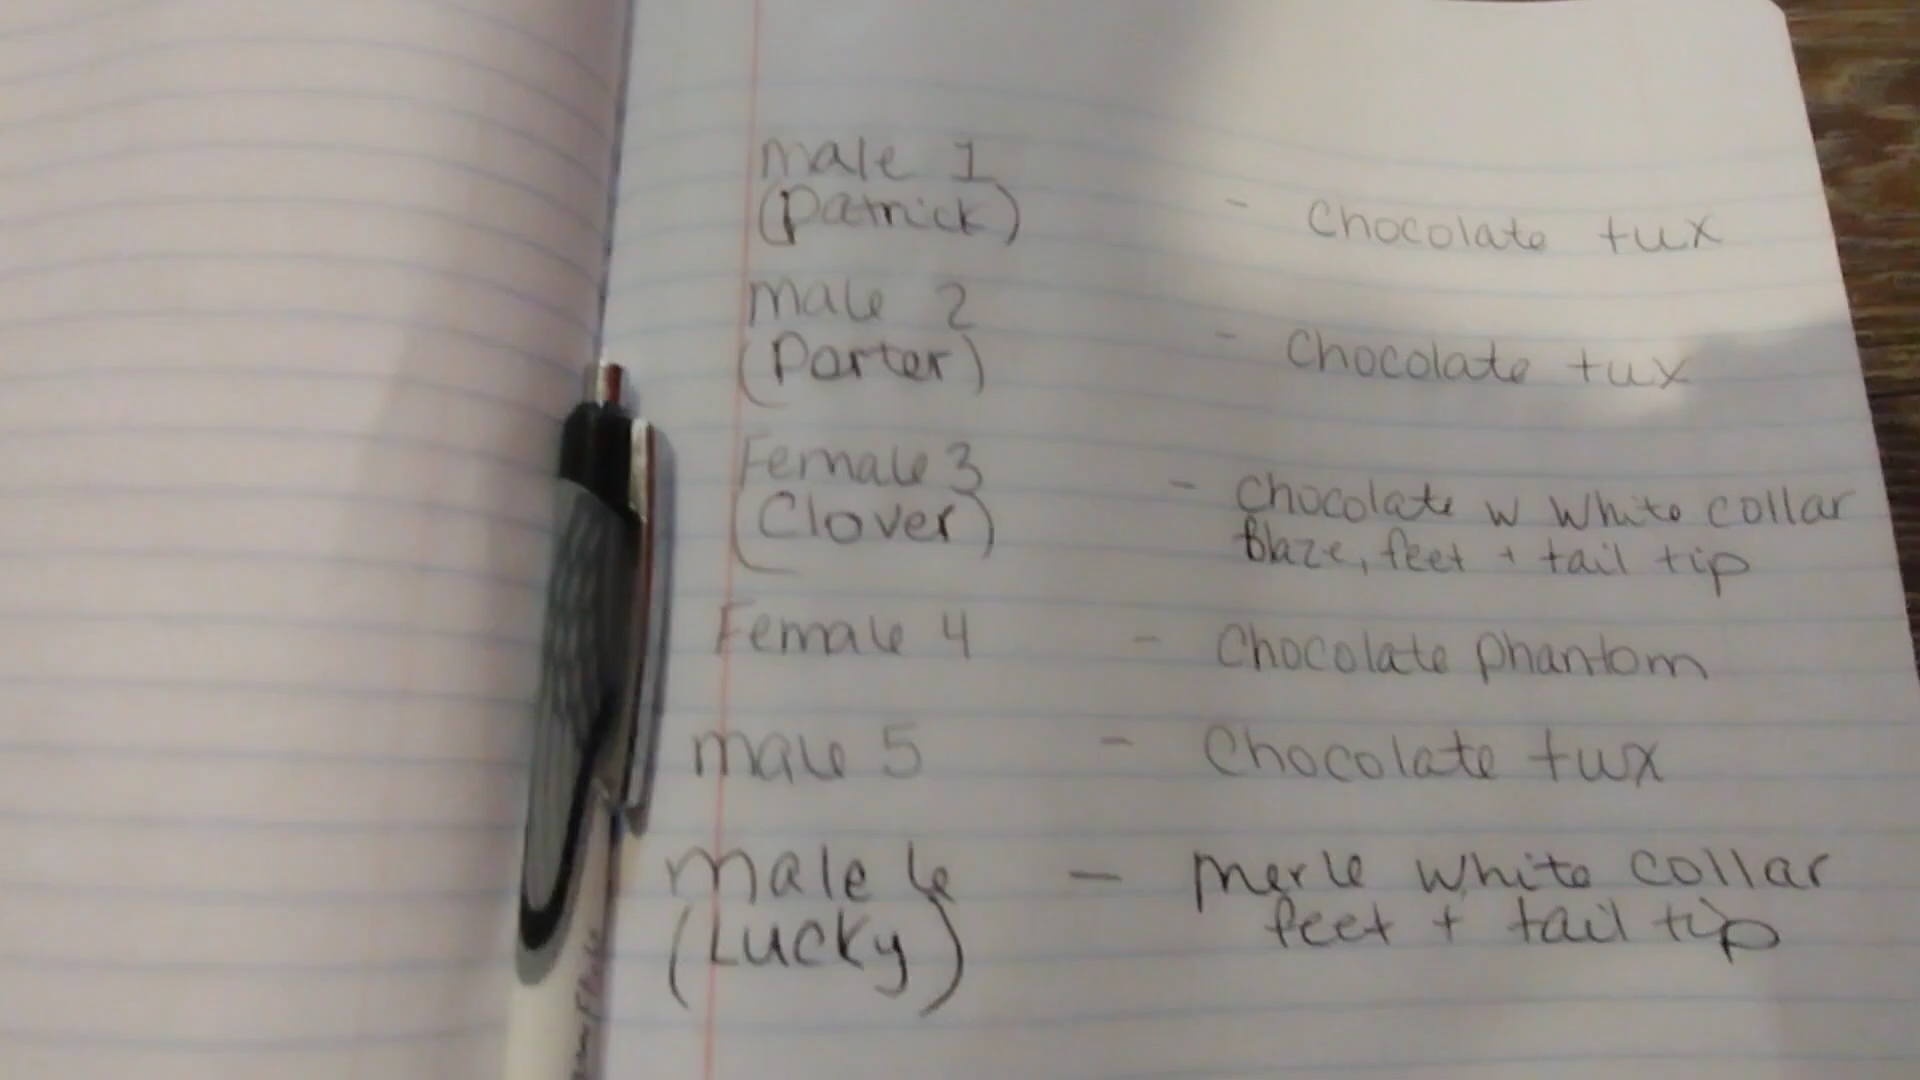 male 1
(Patrick) - Chocolate tux
male 2
(Porter) - Chocolate tux
Female 3
(Clover) - Chocolate w White collar
Blaze, feet + tail tip
Female 4 - Chocolate phantom
male 5 - Chocolate tux
male 6 - merle white collar
(Lucky) feet + tail tip